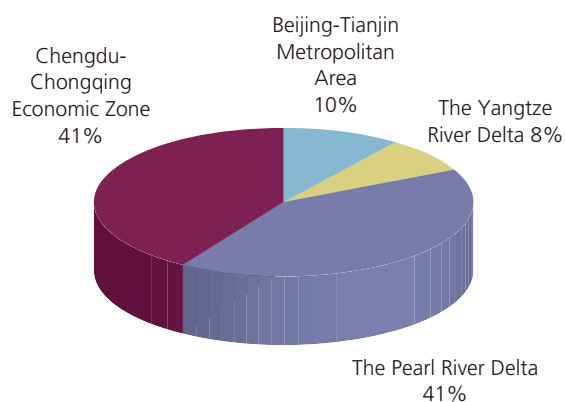 Beijing-Tianjin
Metropolitan
Area
10%
Chengdu-
Chongqing
Economic Zone
41%
The Yangtze
River Delta 8%
The Pearl River Delta
41%